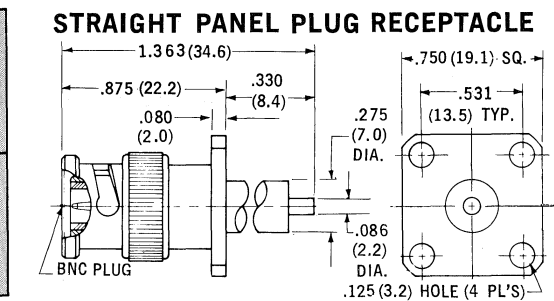 STRAIGHT PANEL PLUG RECEPTACLE
1.363 (34.6)
.875 (22.2)
.330
(8.4)
.080
(2.0)
.750 (19.1) SQ.
.531
(13.5) TYP.
.275
(7.0)
DIA.
.086
(2.2)
DIA.
BNC PLUG
.125 (3.2) HOLE (4 PL'S)